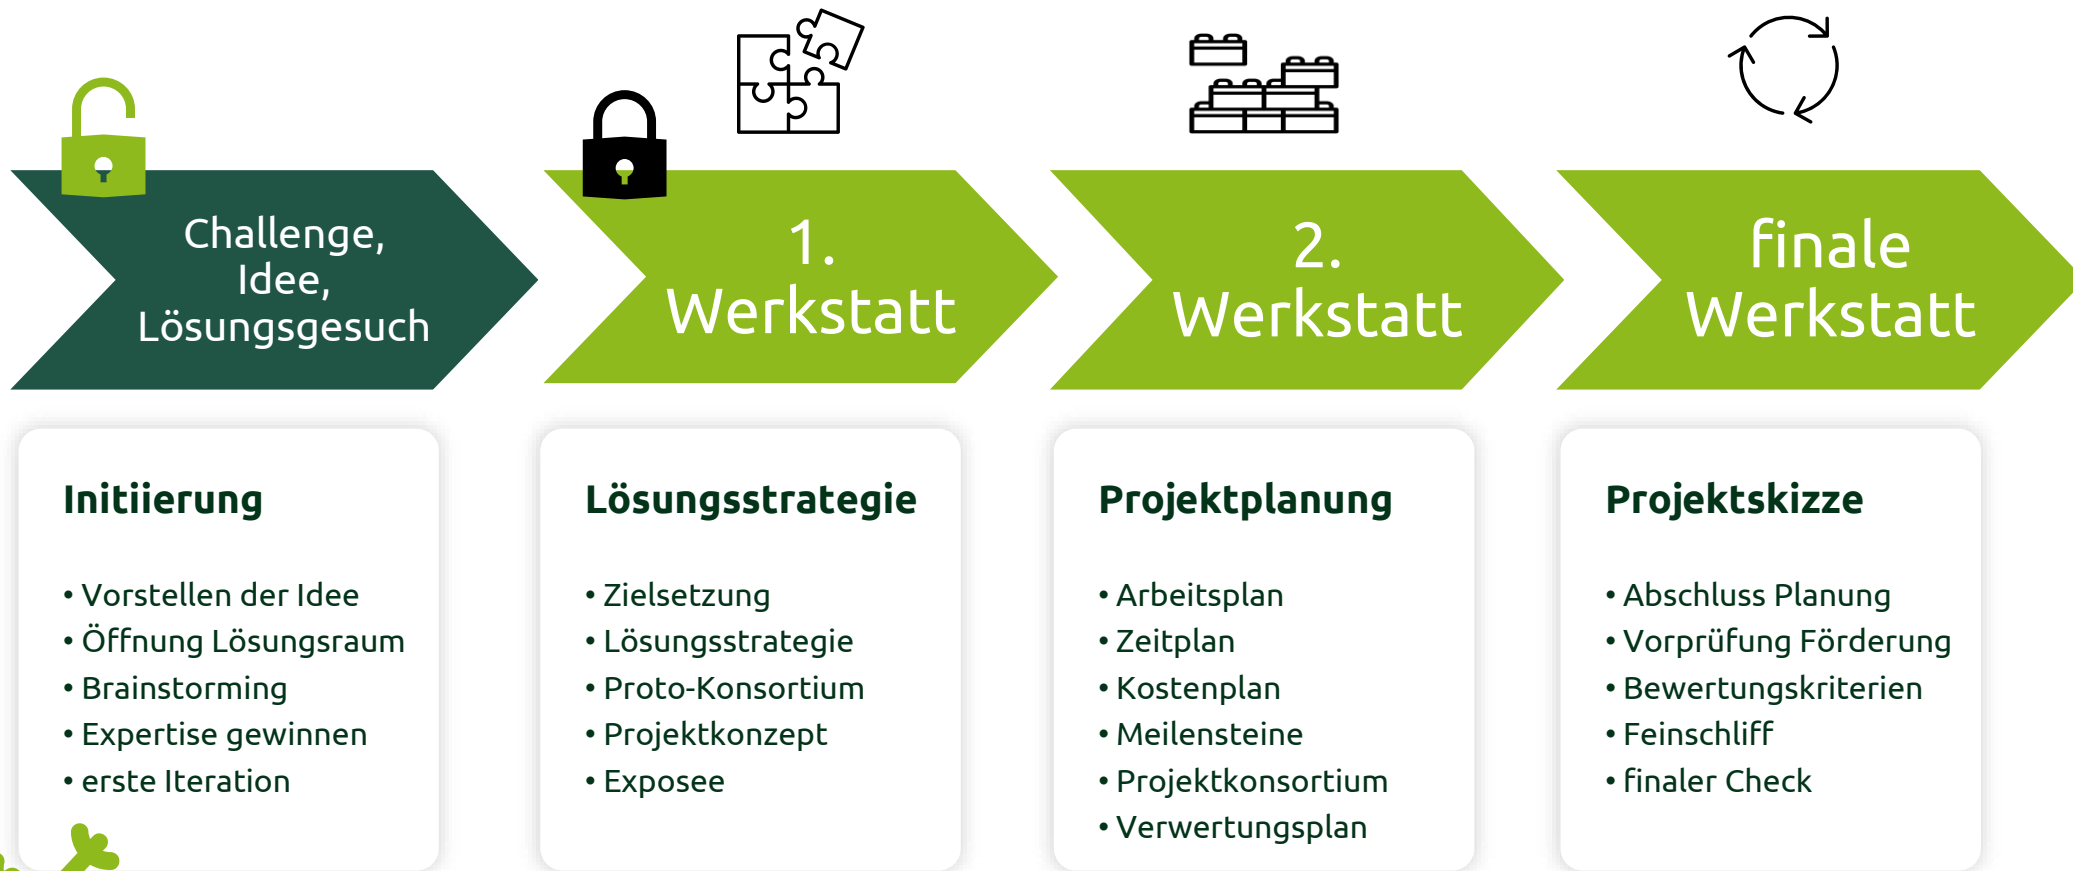 Challenge,
Idee,
Lösungsgesuch
1.
Werkstatt
2.
Werkstatt
finale
Werkstatt
Initiierung
• Vorstellen der Idee
• Öffnung Lösungsraum
• Brainstorming
• Expertise gewinnen
• erste Iteration
Lösungsstrategie
• Zielsetzung
• Lösungsstrategie
• Proto-Konsortium
• Projektkonzept
• Exposee
Projektplanung
• Arbeitsplan
• Zeitplan
• Kostenplan
• Meilensteine
• Projektkonsortium
• Verwertungsplan
Projektskizze
• Abschluss Planung
• Vorprüfung Förderung
• Bewertungskriterien
• Feinschliff
• finaler Check